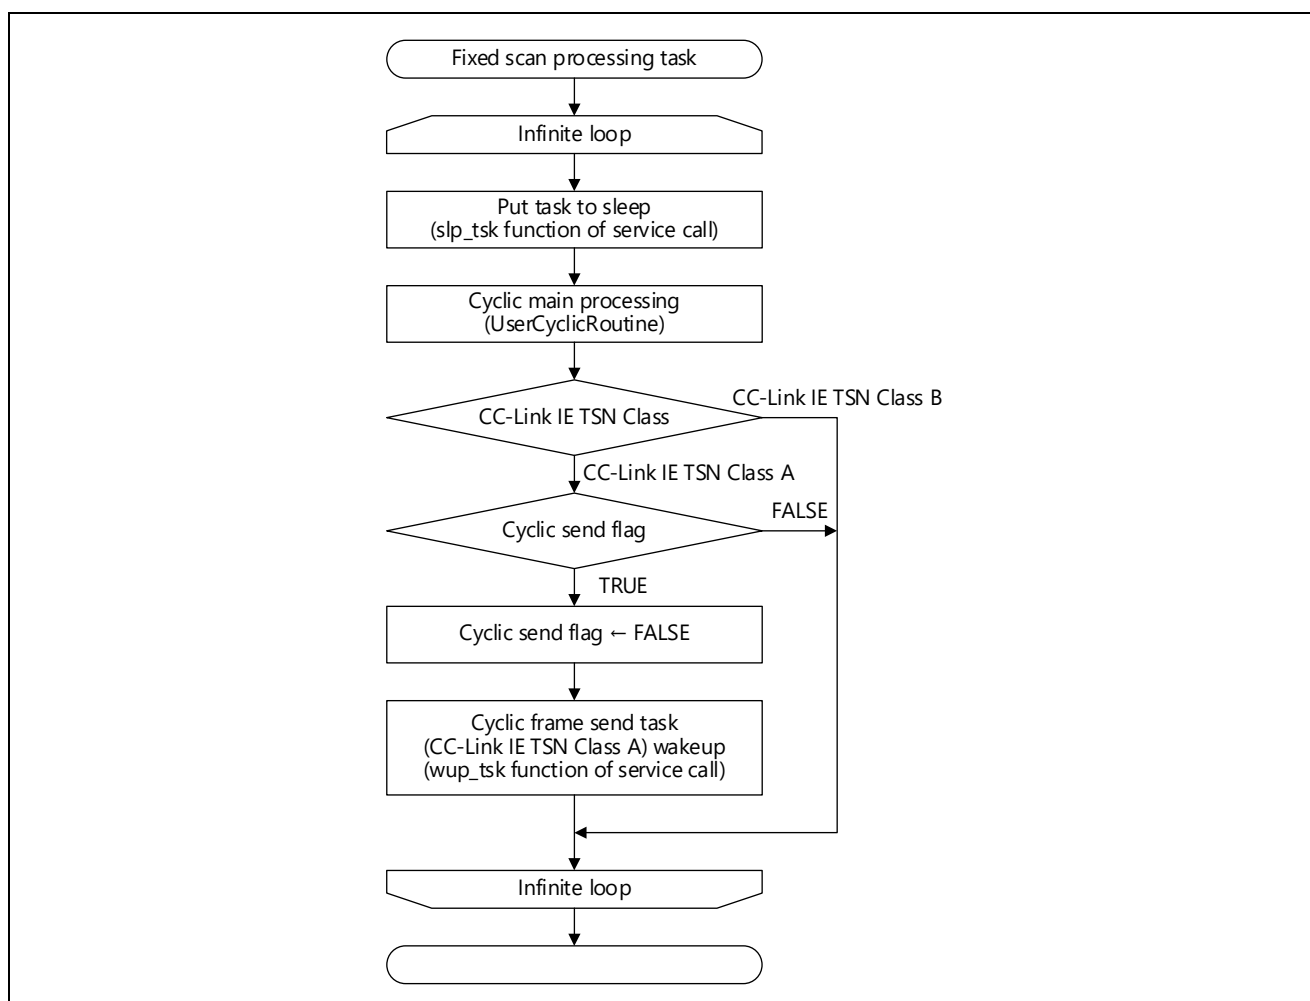 Fixed scan processing task
Infinite loop
Put task to sleep
(slp_tsk function of service call)
Cyclic main processing
(UserCyclicRoutine)
CC-Link IE TSN Class B
CC-Link IE TSN Class
CC-Link IE TSN Class A
FALSE
Cyclic send flag
TRUE
Cyclic send flag ← FALSE
Cyclic frame send task
(CC-Link IE TSN Class A) wakeup
(wup_tsk function of service call)
Infinite loop